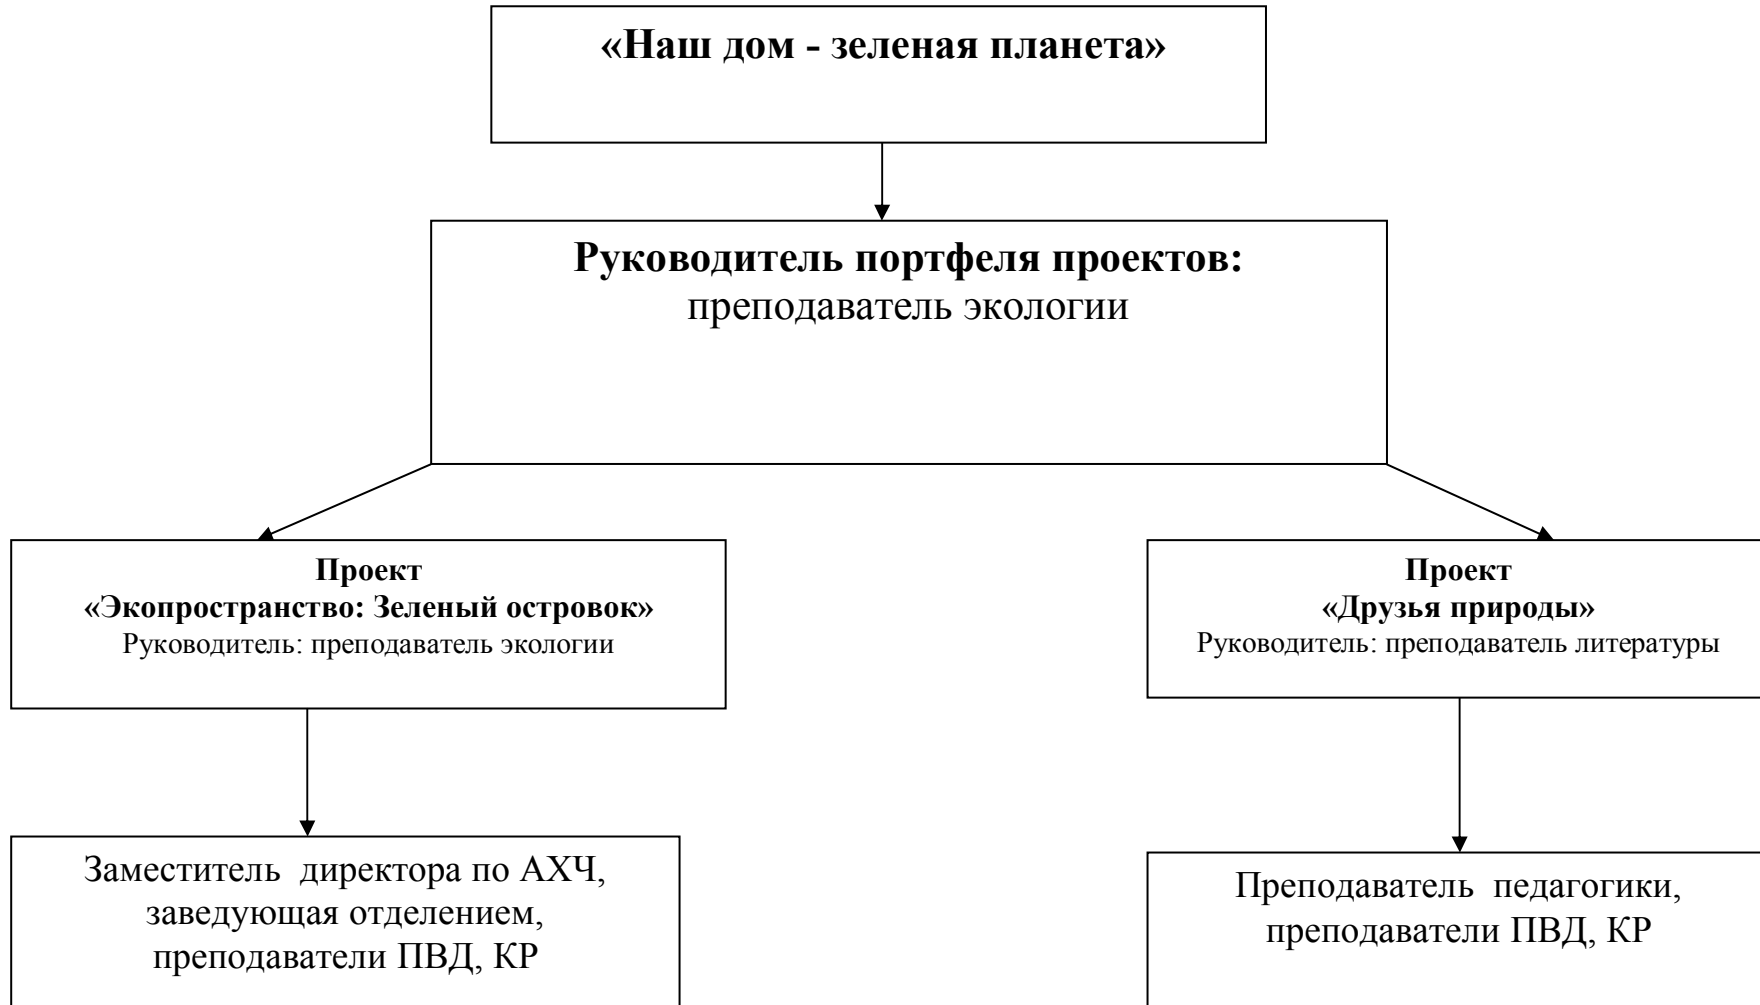 «Наш дом - зеленая планета»
Руководитель портфеля проектов:
преподаватель экологии
Проект
«Экопространство: Зеленый островок»
Руководитель: преподаватель экологии
Проект
«Друзья природы»
Руководитель: преподаватель литературы
Заместитель директора по АХЧ,
заведующая отделением,
преподаватели ПВД, КР
Преподаватель педагогики,
преподаватели ПВД, КР